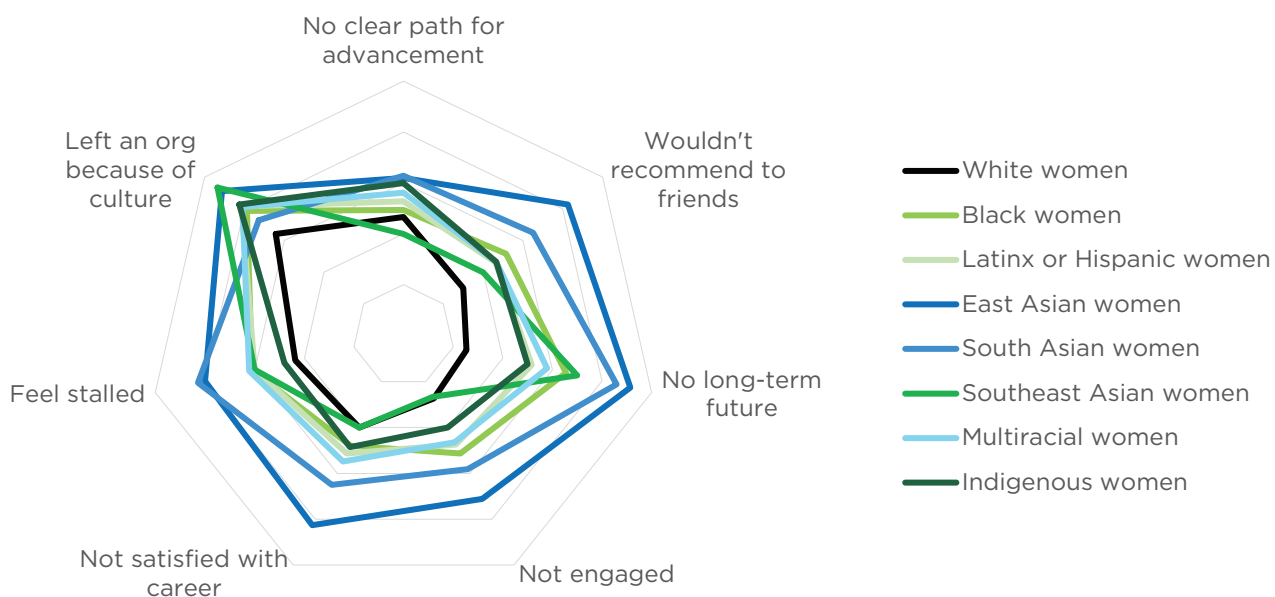 No clear path for
advancement
Wouldn't
recommend to
friends
No long-term
future
Not engaged
Not satisfied with
career
Feel stalled
Left an org
because of
culture
White women
Black women
Latinx or Hispanic women
East Asian women
South Asian women
Southeast Asian women
Multiracial women
Indigenous women